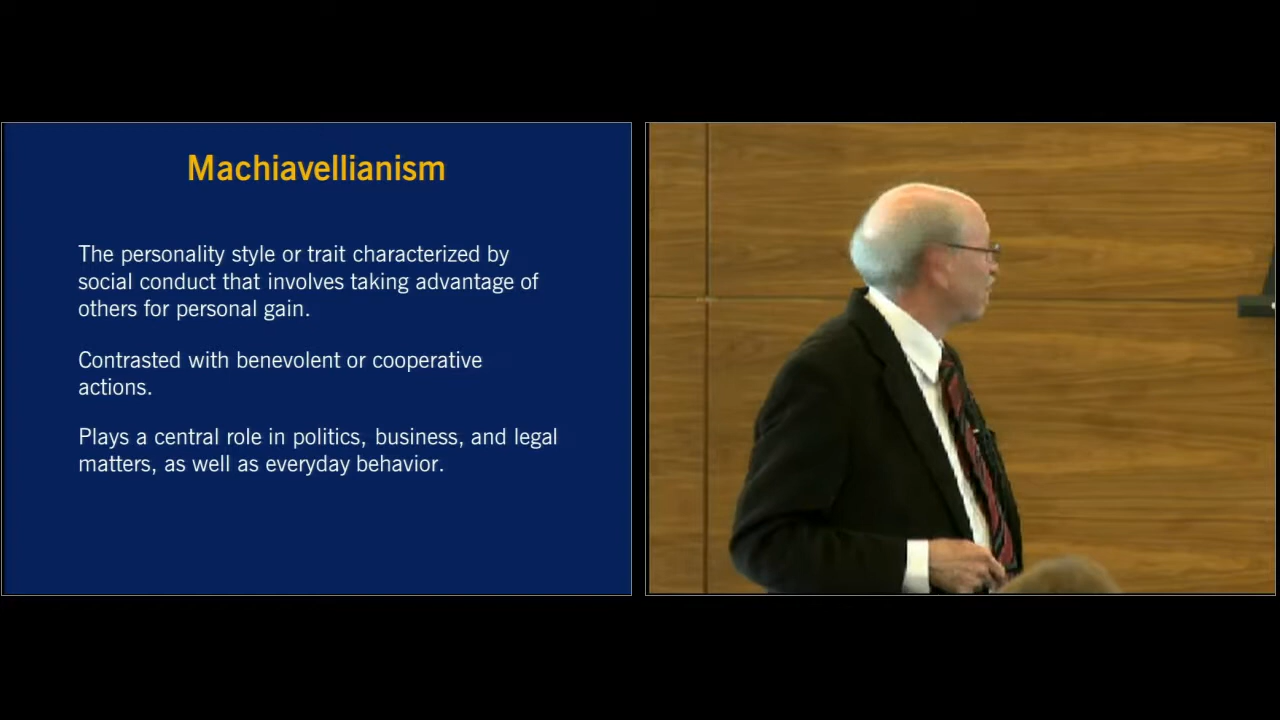 Machiavellianism
The personality style or trait characterized by
social conduct that involves taking advantage of
others for personal gain.
Contrasted with benevolent or cooperative
actions.
Plays a central role in politics, business, and legal
matters, as well as everyday behavior.